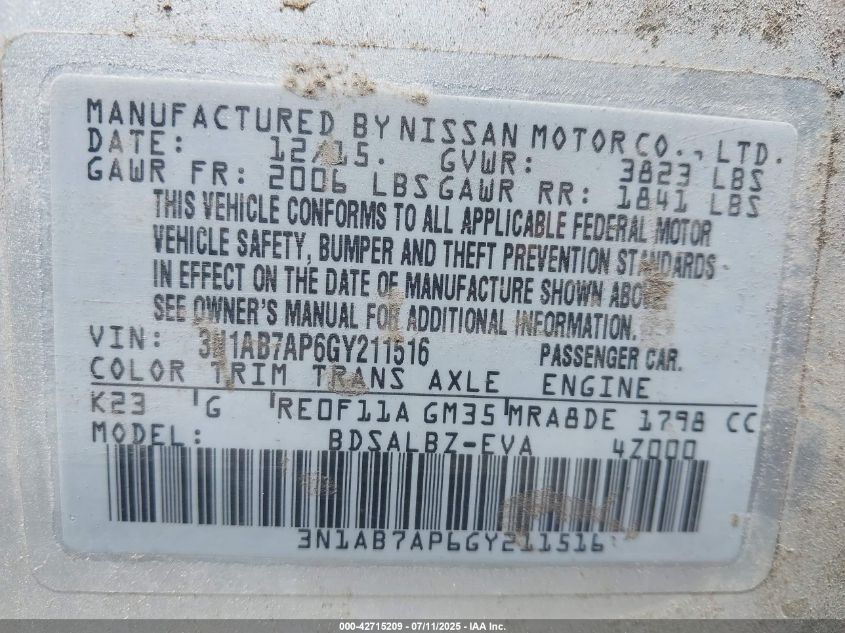 MANUFACTURED BY NISSAN MOTOR CO., LTD.
DATE: 12/15. GVWR: 3823 LBS
GAWR FR: 2006 LBS GAWR RR: 1841 LBS
THIS VEHICLE CONFORMS TO ALL APPLICABLE FEDERAL MOTOR
VEHICLE SAFETY, BUMPER AND THEFT PREVENTION STANDARDS
IN EFFECT ON THE DATE OF MANUFACTURE SHOWN ABOVE
SEE OWNER'S MANUAL FOR ADDITIONAL INFORMATION.
VIN: 3N1AB7AP6GY211516 PASSENGER CAR.
COLOR TRIM TRANS AXLE ENGINE
K23 G RE0F11A GM35 MRA8DE 1798 CC
MODEL: BDSALBZ-EVA 4Z000
3N1AB7AP6GY211516
000-42715209 - 07/11/2025 - IAA Inc.